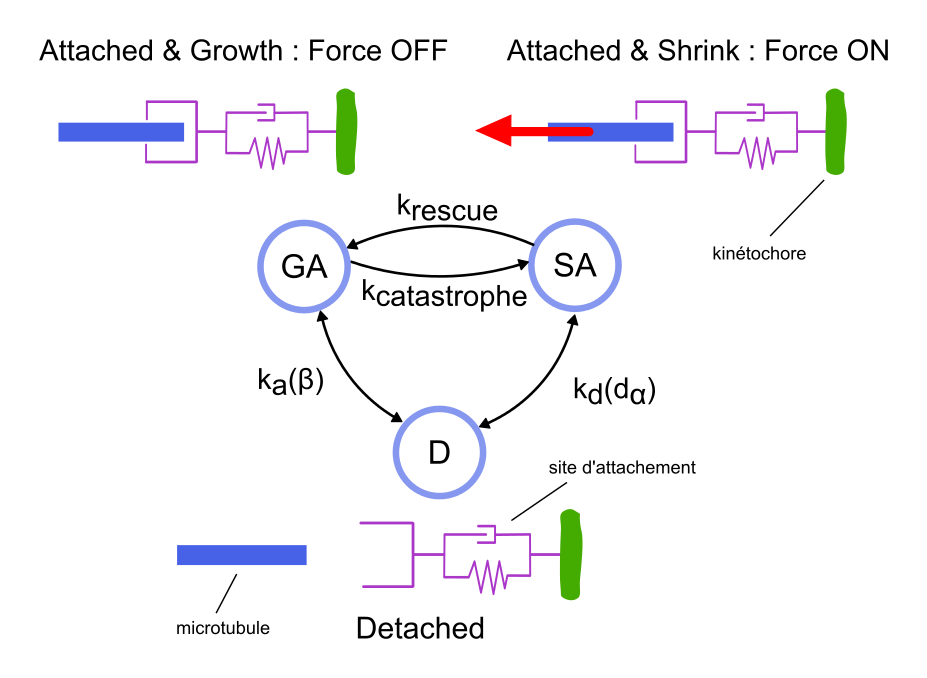 Attached & Growth : Force OFF
Attached & Shrink : Force ON
kinétochore
krescue
GA
SA
kcatastrophe
ka(β)
kd(dα)
D
site d'attachement
microtubule
Detached